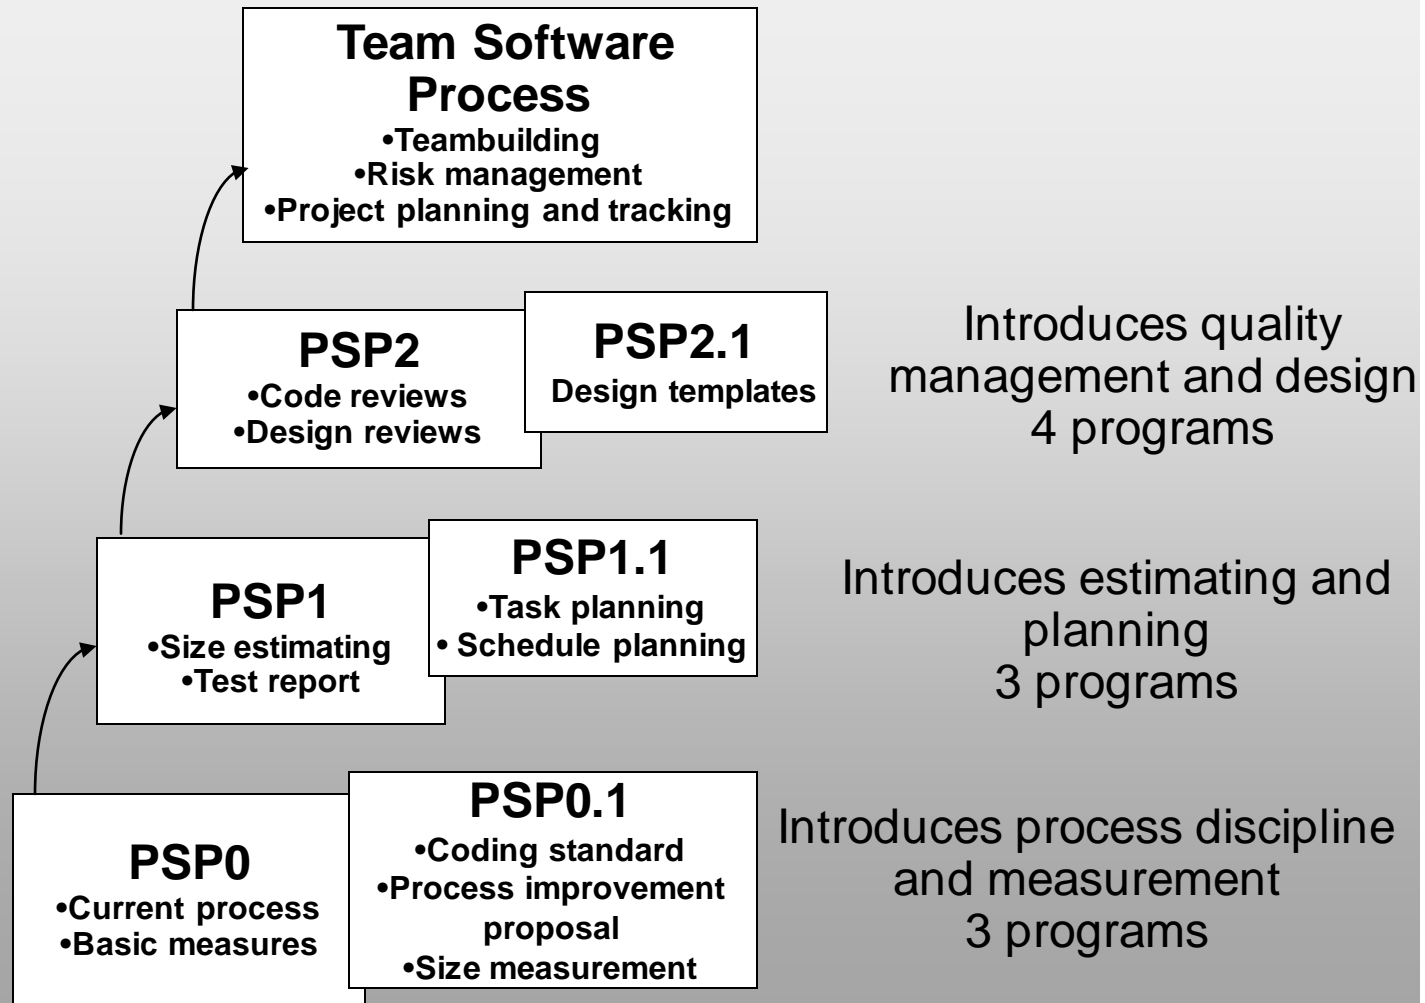 Team Software
Process
•Teambuilding
•Risk management
•Project planning and tracking
PSP2
•Code reviews
•Design reviews
PSP2.1
Design templates
Introduces quality
management and design
4 programs
PSP1
•Size estimating
•Test report
PSP1.1
•Task planning
• Schedule planning
Introduces estimating and
planning
3 programs
PSP0
•Current process
•Basic measures
PSP0.1
•Coding standard
•Process improvement
proposal
•Size measurement
Introduces process discipline
and measurement
3 programs